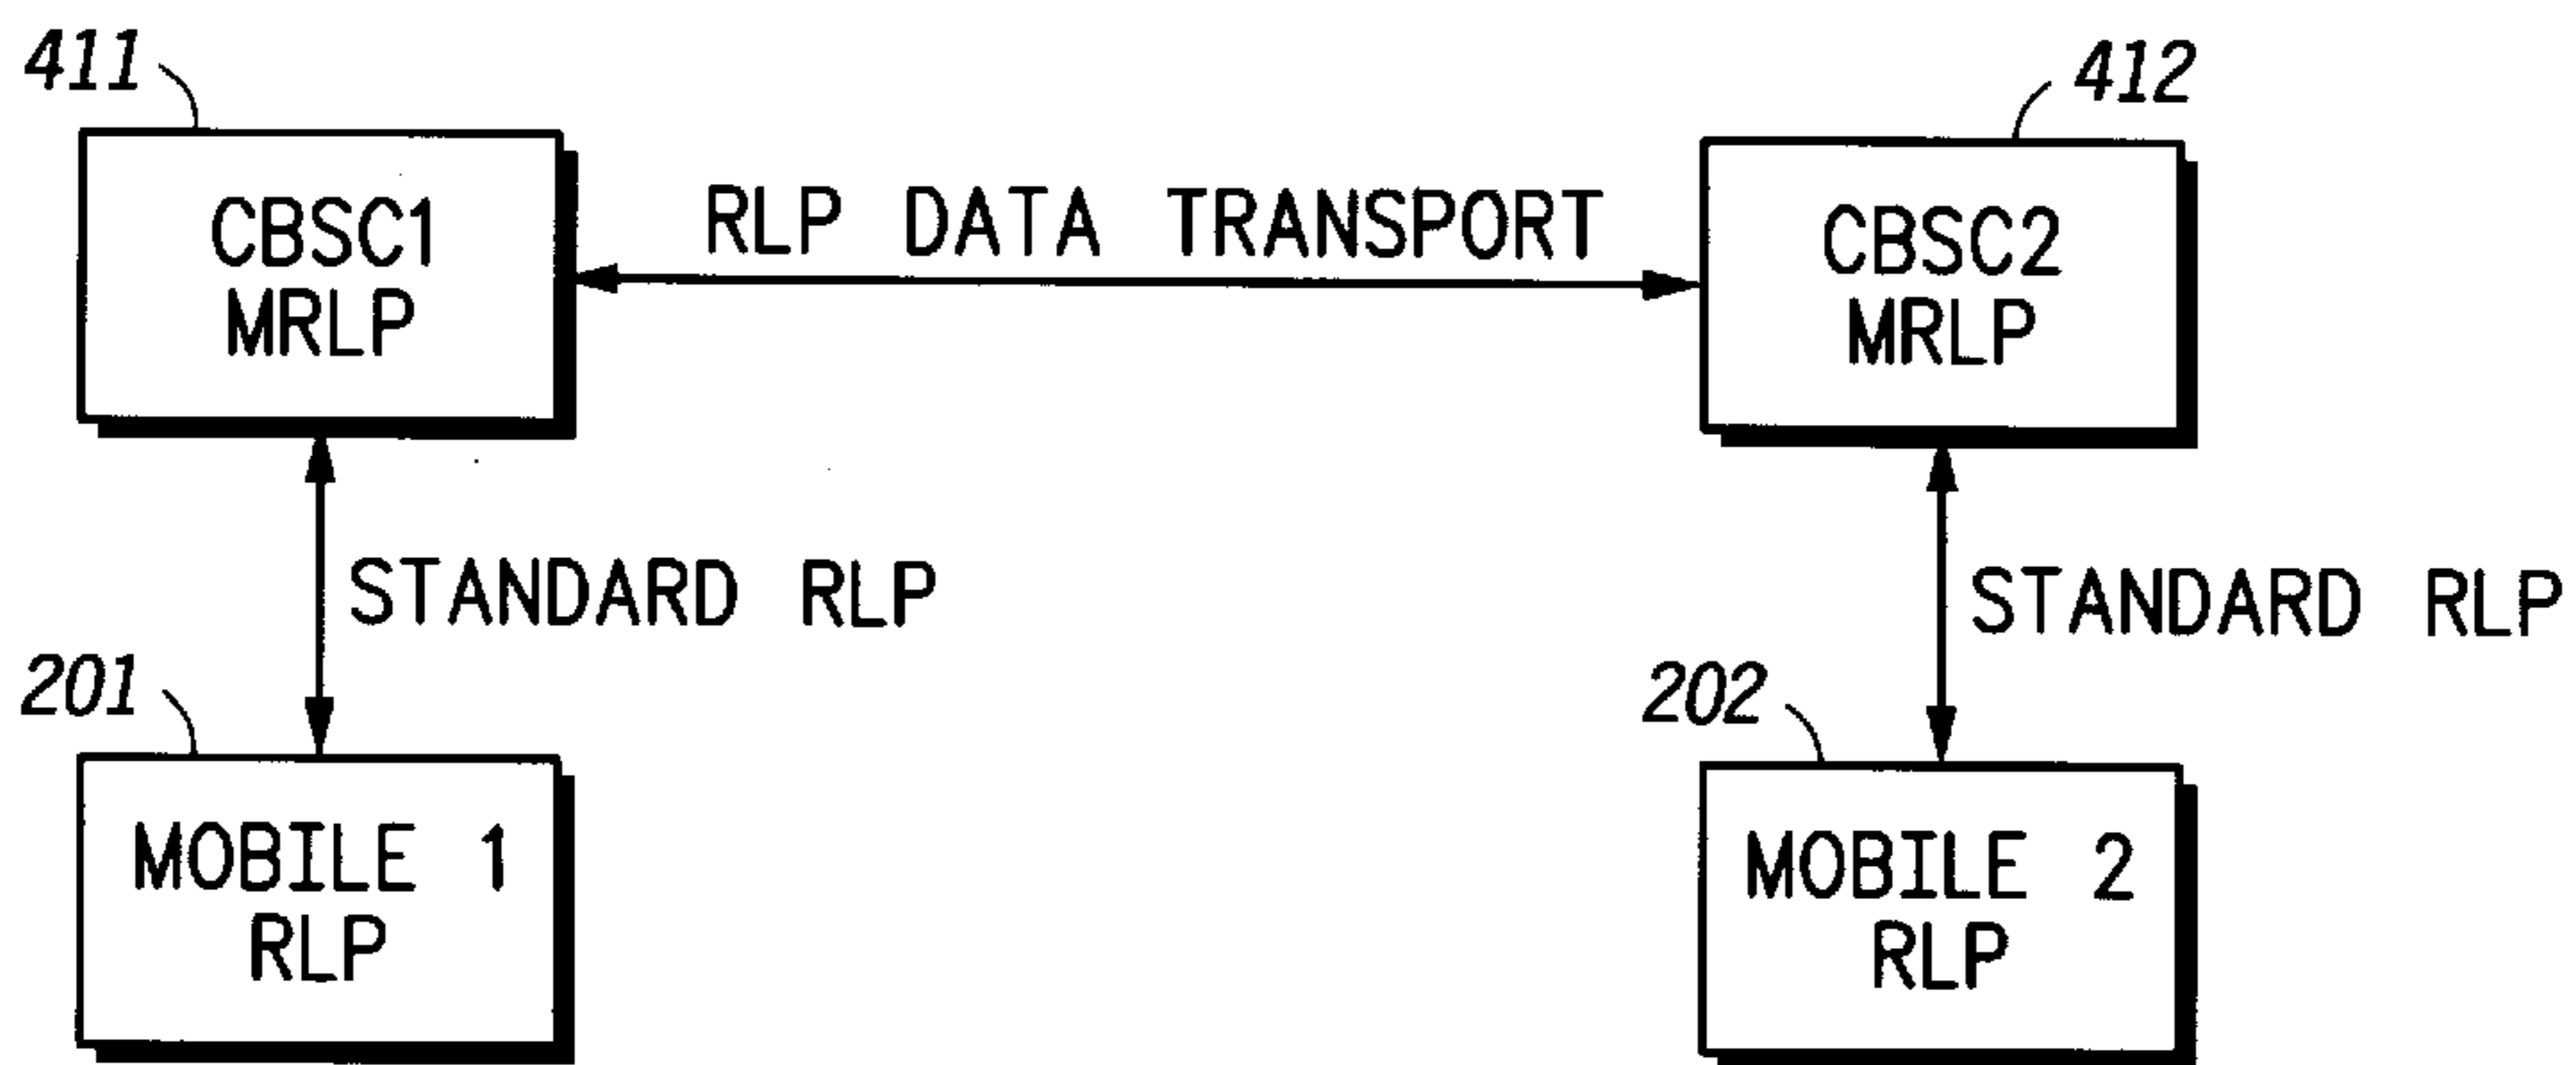 411
412
CBSC1
MRLP
RLP DATA TRANSPORT
CBSC2
MRLP
STANDARD RLP
STANDARD RLP
201
202
MOBILE 1
RLP
MOBILE 2
RLP